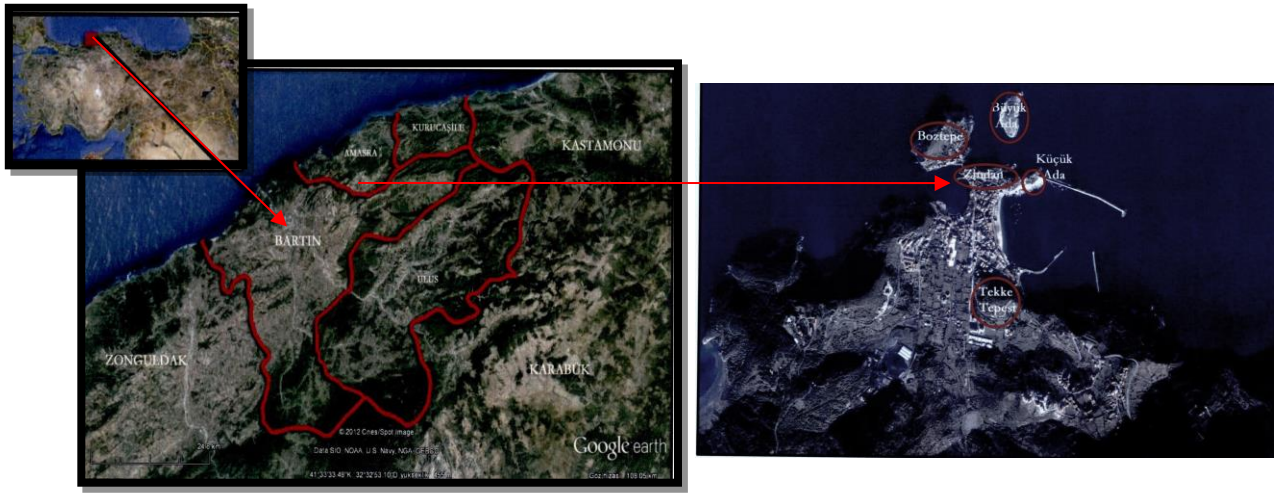 KURUCAŞİLE
AMASRA
KASTAMONU
BARTIN
ULUS
ZONGULDAK
KARABÜK
© 2012 Cnes/Spot Image
Data SIO, NOAA, U.S. Navy, NGA, GEBCO
Google earth
Büyük
Ada
Boztepe
Zindan
Küçük
Ada
Tekke
Tepesi